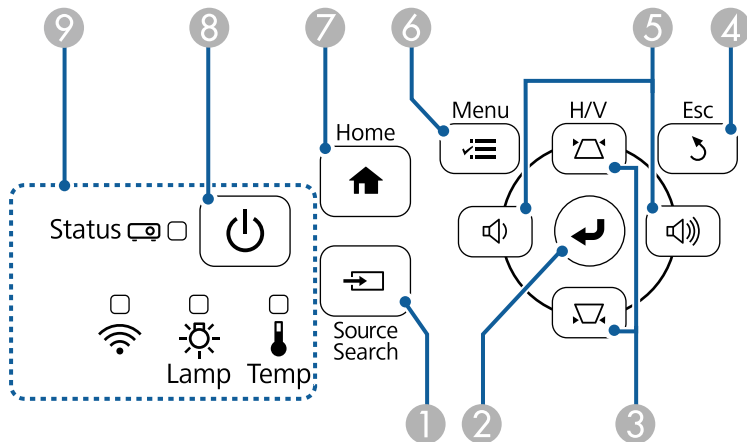 9 8 7 6 5 4
Menu H/V Esc
Home
Status
Source
Search
Lamp Temp
1 2 3